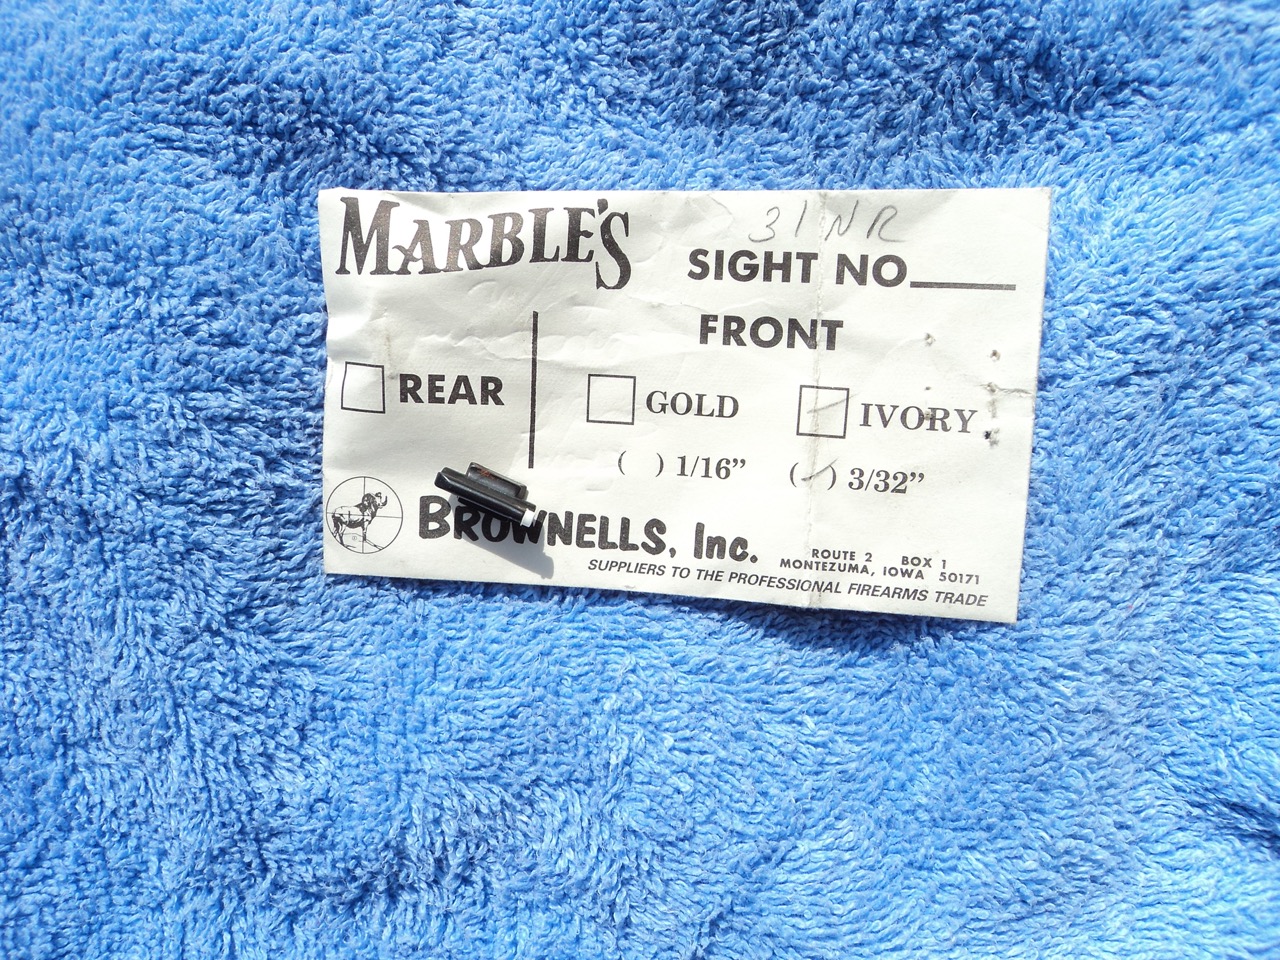 MARBLE'S
31NR
SIGHT NO
FRONT
REAR
GOLD
IVORY
( ) 1/16"
(✓) 3/32"
BROWNELLS, Inc.
ROUTE 2 BOX 1
MONTEZUMA, IOWA 50171
SUPPLIERS TO THE PROFESSIONAL FIREARMS TRADE